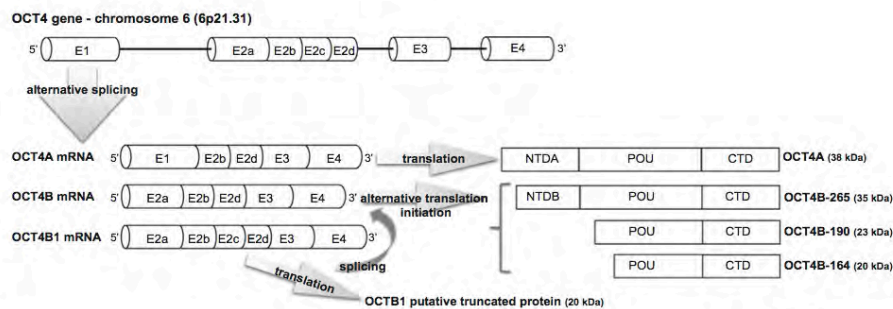 OCT4 gene - chromosome 6 (6p21.31)
5' E1 E2a E2b E2c E2d E3 E4 3'
alternative splicing
OCT4A mRNA 5' E1 E2b E2d E3 E4 3' translation NTDA POU CTD OCT4A (38 kDa)
OCT4B mRNA 5' E2a E2b E2d E3 E4 3' alternative translation NTDB POU CTD OCT4B-265 (35 kDa)
initiation
OCT4B1 mRNA 5' E2a E2b E2c E2d E3 E4 3' POU CTD OCT4B-190 (23 kDa)
translation splicing POU CTD OCT4B-164 (20 kDa)
OCTB1 putative truncated protein (20 kDa)